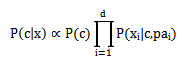 P(c|x) ∝ P(c) ∏_{i=1}^{d} P(x_i|c,pa_i)